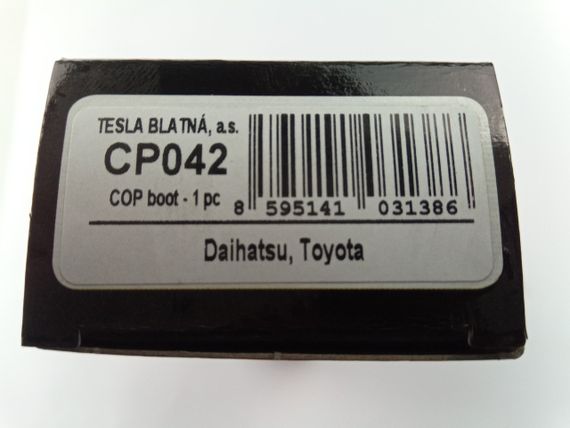 TESLA BLATNÁ, a.s.
CP042
COP boot - 1 pc
8 595141 031386
Daihatsu, Toyota